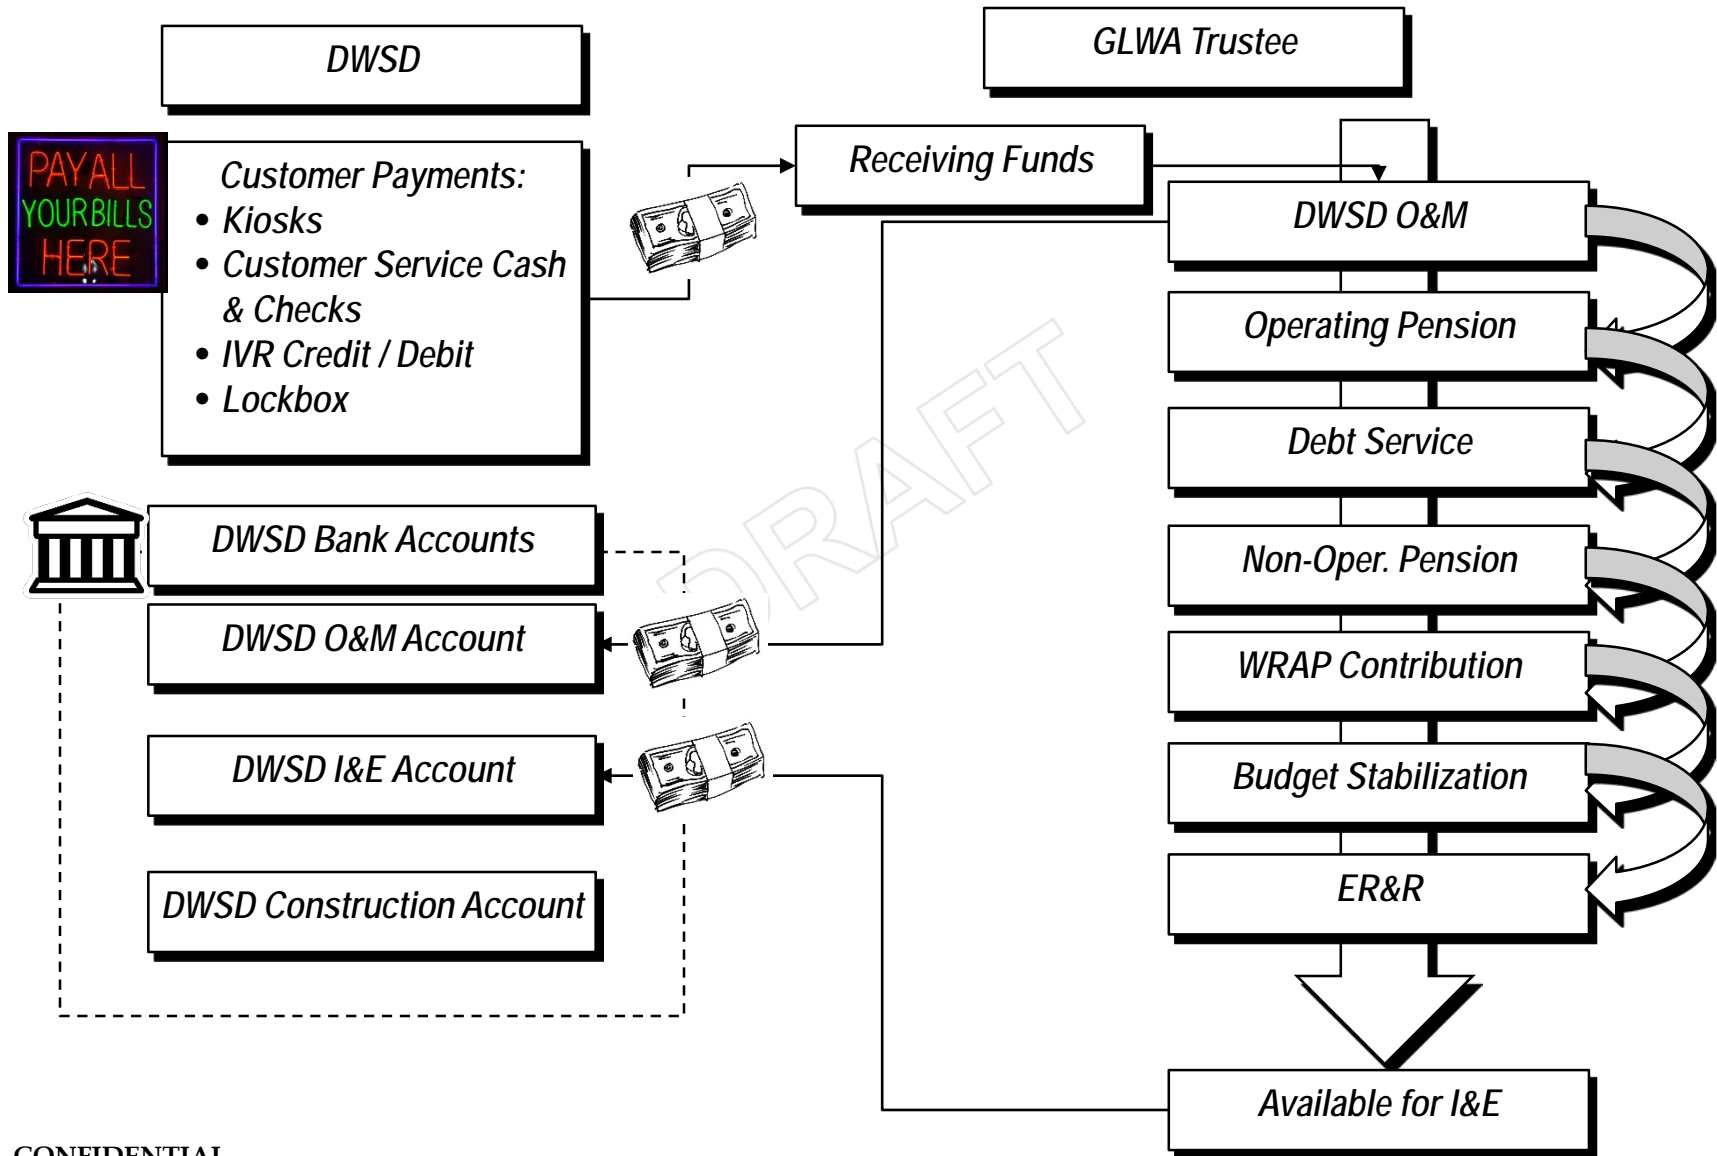 DWSD
GLWA Trustee
PAY ALL
YOUR BILLS
HERE
Customer Payments:
• Kiosks
• Customer Service Cash
& Checks
• IVR Credit / Debit
• Lockbox
Receiving Funds
DWSD O&M
Operating Pension
Debt Service
Non-Oper. Pension
WRAP Contribution
Budget Stabilization
ER&R
Available for I&E
DWSD Bank Accounts
DWSD O&M Account
DWSD I&E Account
DWSD Construction Account
DRAFT
CONFIDENTIAL